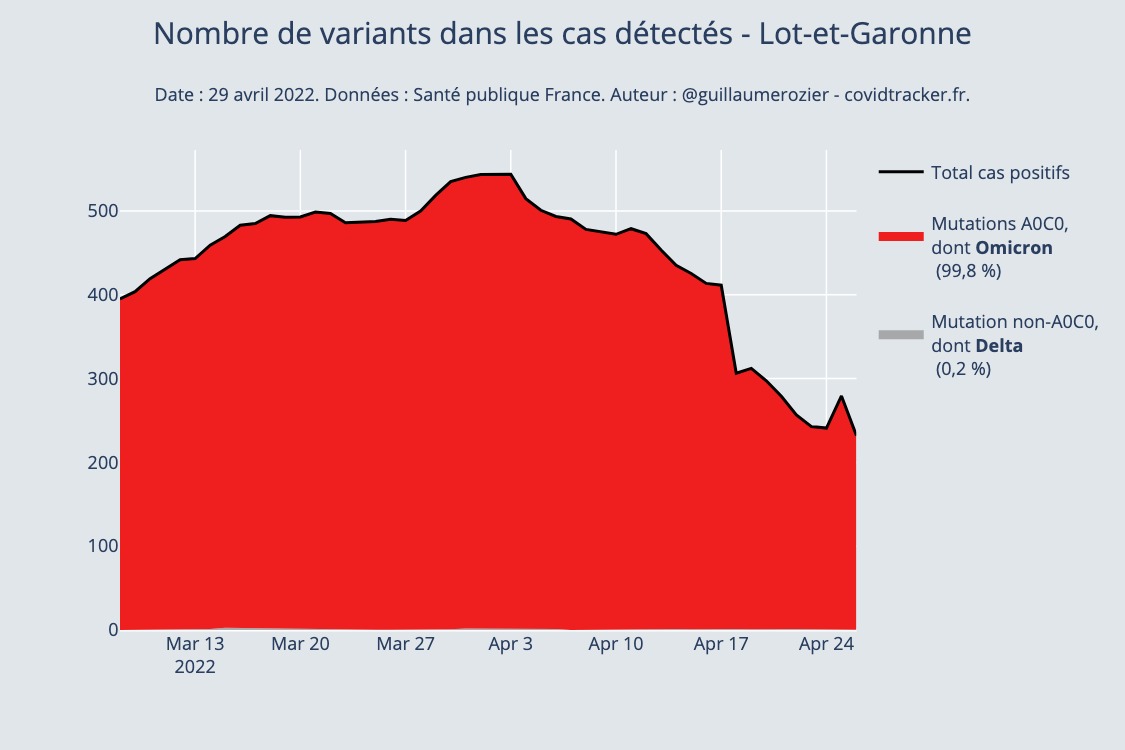 Nombre de variants dans les cas détectés - Lot-et-Garonne
Date : 29 avril 2022. Données : Santé publique France. Auteur : @guillaumerozier - covidtracker.fr.
Total cas positifs
Mutations A0C0,
dont Omicron
(99,8 %)
Mutation non-A0C0,
dont Delta
(0,2 %)
500
400
300
200
100
0
Mar 13
2022
Mar 20
Mar 27
Apr 3
Apr 10
Apr 17
Apr 24